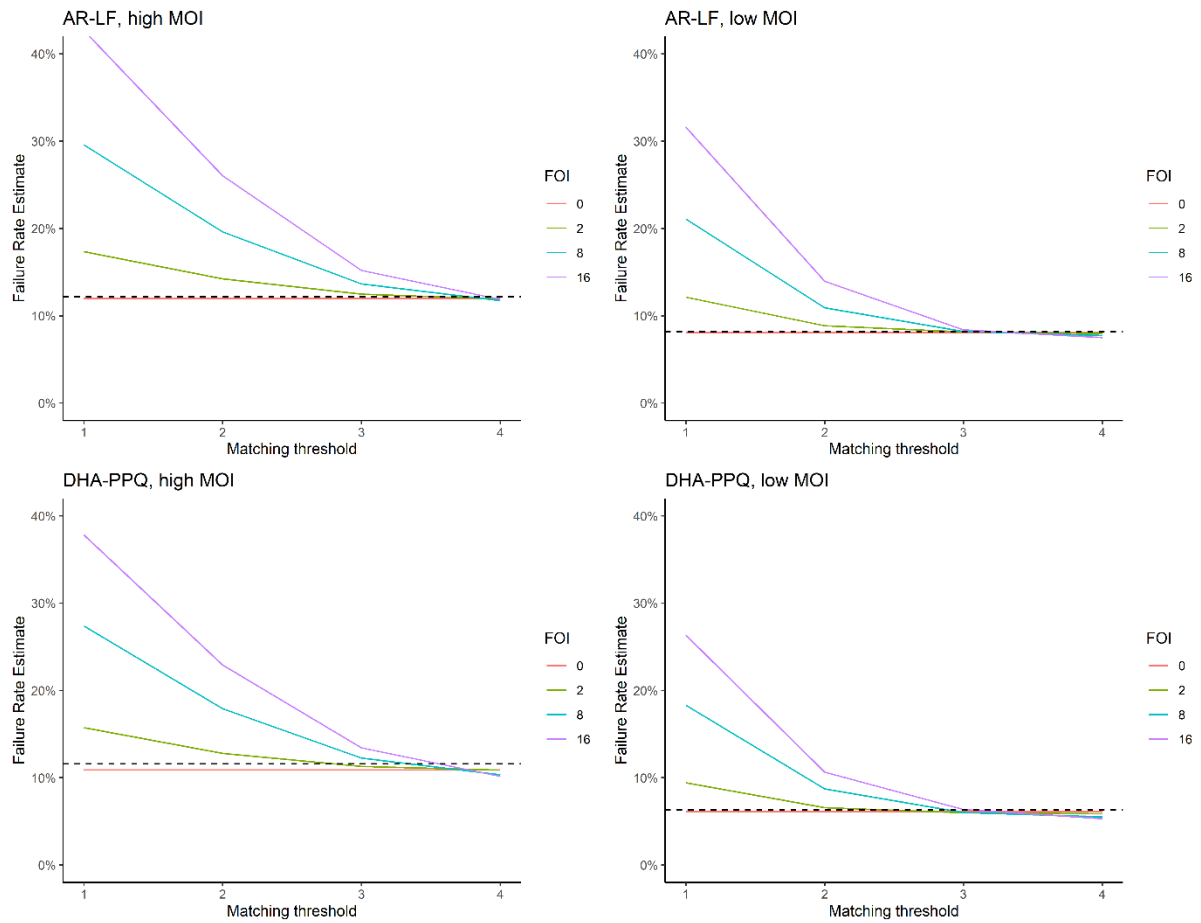 AR-LF, high MOI
40%
30%
20%
10%
0%
Failure Rate Estimate
1 2 3 4
Matching threshold
FOI
0
2
8
16
AR-LF, low MOI
40%
30%
20%
10%
0%
Failure Rate Estimate
1 2 3 4
Matching threshold
FOI
0
2
8
16
DHA-PPQ, high MOI
40%
30%
20%
10%
0%
Failure Rate Estimate
1 2 3 4
Matching threshold
FOI
0
2
8
16
DHA-PPQ, low MOI
40%
30%
20%
10%
0%
Failure Rate Estimate
1 2 3 4
Matching threshold
FOI
0
2
8
16